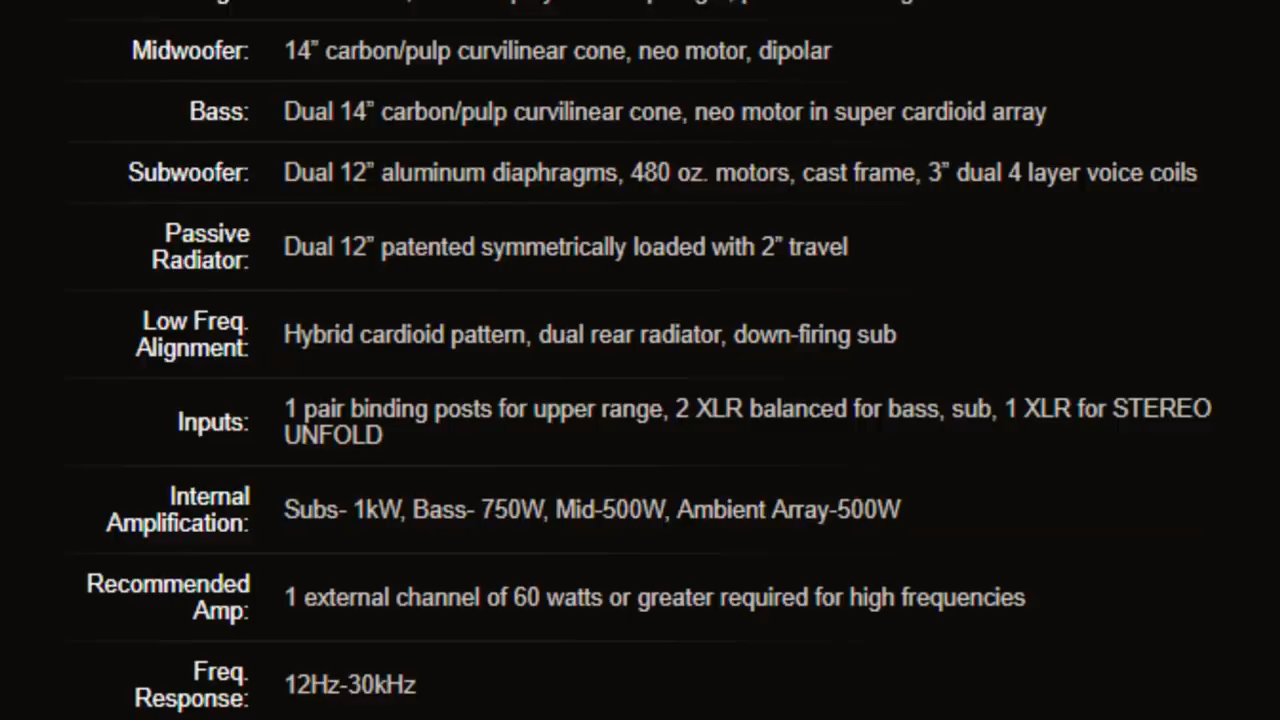 Midwoofer: 14” carbon/pulp curvilinear cone, neo motor, dipolar
Bass: Dual 14” carbon/pulp curvilinear cone, neo motor in super cardioid array
Subwoofer: Dual 12” aluminum diaphragms, 480 oz. motors, cast frame, 3” dual 4 layer voice coils
Passive
Radiator:
Dual 12” patented symmetrically loaded with 2” travel
Low Freq.
Alignment:
Hybrid cardioid pattern, dual rear radiator, down-firing sub
Inputs:
1 pair binding posts for upper range, 2 XLR balanced for bass, sub, 1 XLR for STEREO
UNFOLD
Internal
Amplification:
Subs- 1kW, Bass- 750W, Mid-500W, Ambient Array-500W
Recommended
Amp:
1 external channel of 60 watts or greater required for high frequencies
Freq.
Response:
12Hz-30kHz